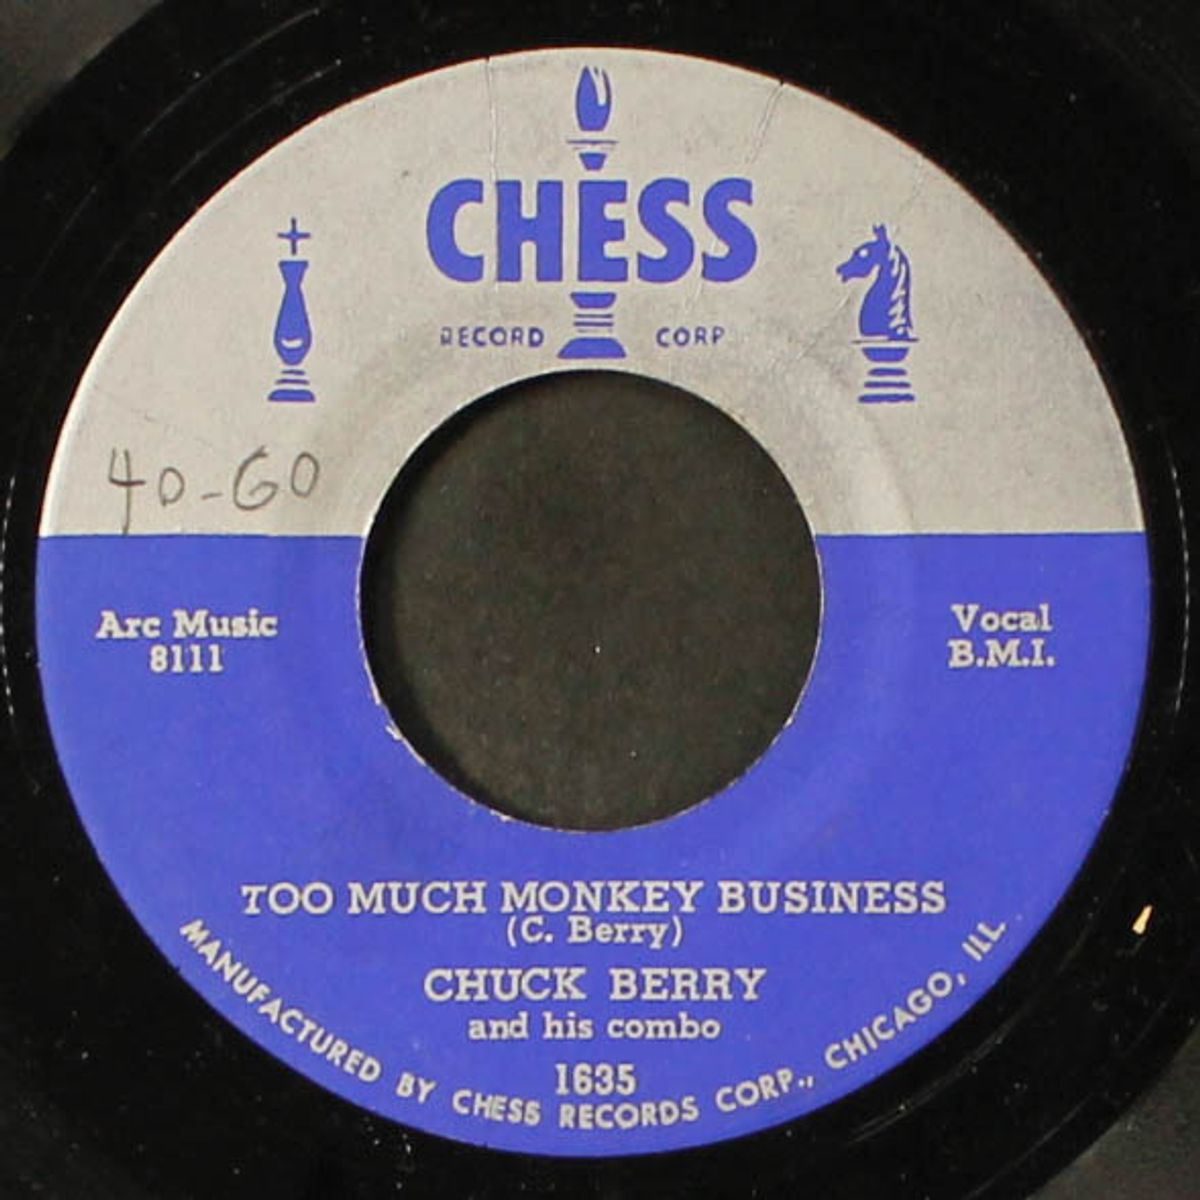 CHESS
RECORD CORP
40-60
Arc Music
8111
Vocal
B.M.I.
TOO MUCH MONKEY BUSINESS
(C. Berry)
CHUCK BERRY
and his combo
1635
MANUFACTURED BY CHESS RECORDS CORP., CHICAGO, ILL